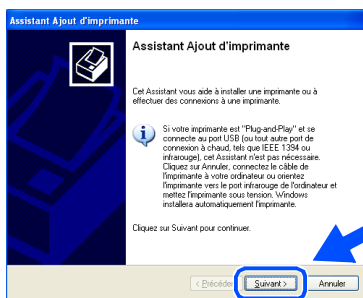 Assistant Ajout d'imprimante
Assistant Ajout d'imprimante
Cet Assistant vous aide à installer une imprimante ou à
effectuer des connexions à une imprimante.
Si votre imprimante est "Plug-and-Play" et se
connecte au port USB (ou tout autre port de
connexion à chaud, tels que IEEE 1394 ou
infrarouge), cet Assistant n'est pas nécessaire.
Cliquez sur Annuler, connectez le câble de
l'imprimante à votre ordinateur ou orientez
l'imprimante vers le port infrarouge de l'ordinateur et
mettez l'imprimante sous tension. Windows
installera automatiquement l'imprimante.
Cliquez sur Suivant pour continuer.
< Précéden
Suivant >
Annuler